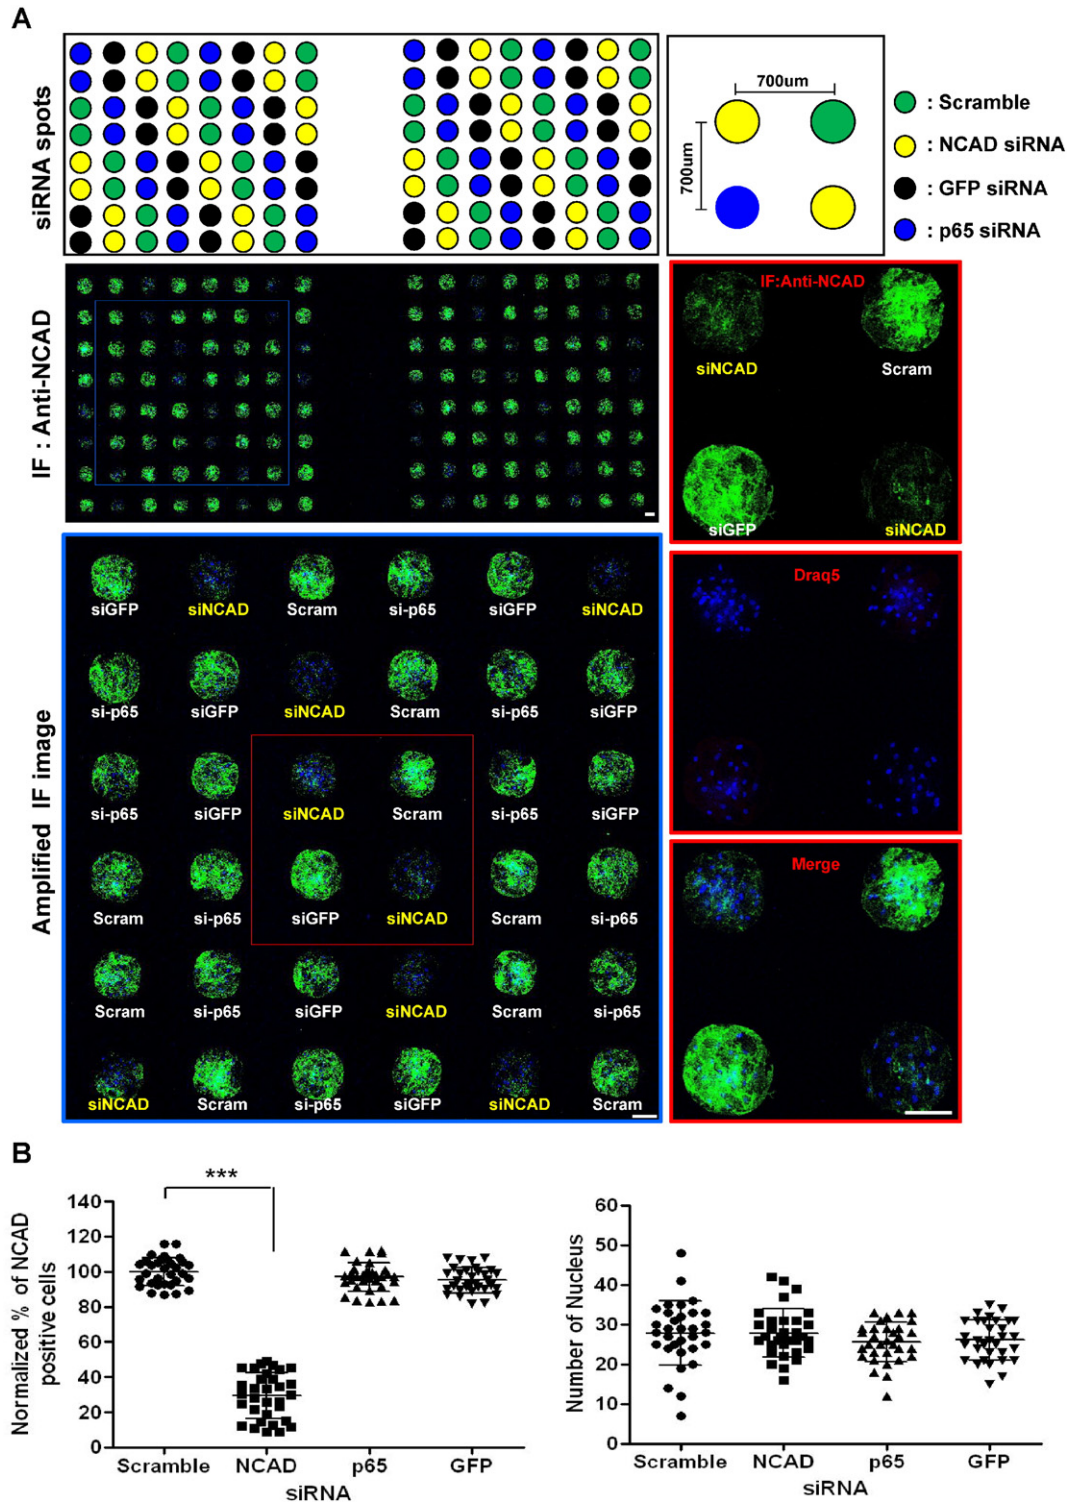 A
siRNA spots
700um
700um
: Scramble
: NCAD siRNA
: GFP siRNA
: p65 siRNA
IF : Anti-NCAD
IF:Anti-NCAD
siNCAD Scram
siGFP siNCAD
Amplified IF image
siGFP siNCAD Scram si-p65 siGFP siNCAD
si-p65 siGFP siNCAD Scram si-p65 siGFP
si-p65 siGFP siNCAD Scram si-p65 siGFP
Scram si-p65 siGFP siNCAD Scram si-p65
Scram si-p65 siGFP siNCAD Scram si-p65
siNCAD Scram si-p65 siGFP siNCAD Scram
Draq5
Merge
B
***
Normalized % of NCAD
positive cells
140
120
100
80
60
40
20
0
Scramble NCAD p65 GFP
siRNA
Number of Nucleus
60
50
40
30
20
10
0
Scramble NCAD p65 GFP
siRNA